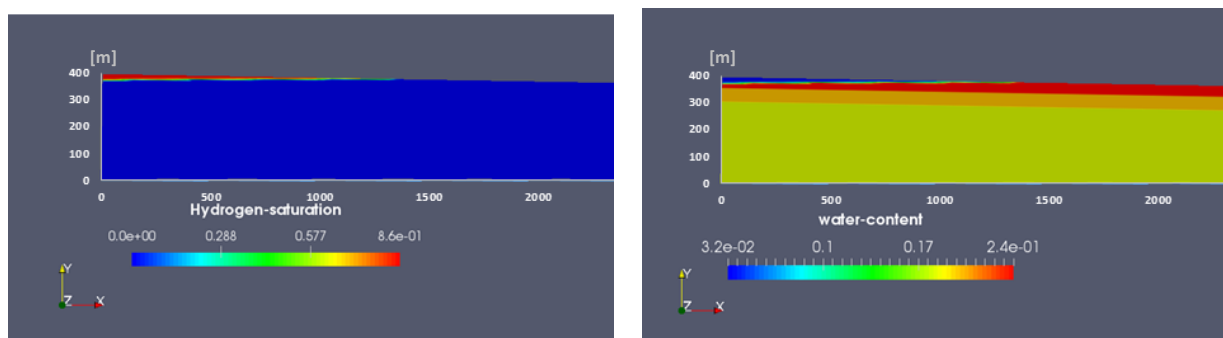 [m]
400
300
200
100
0
0 500 1000 1500 2000
Hydrogen-saturation
0.0e+00 0.288 0.577 8.6e-01
Y
Z X
[m]
400
300
200
100
0
0 500 1000 1500 2000
water-content
3.2e-02 0.1 0.17 2.4e-01
Y
Z X